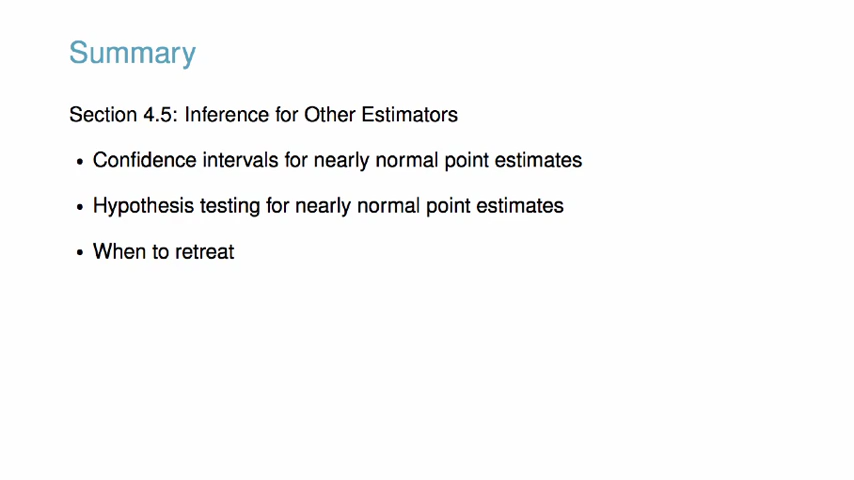 Summary
Section 4.5: Inference for Other Estimators
• Confidence intervals for nearly normal point estimates
• Hypothesis testing for nearly normal point estimates
• When to retreat